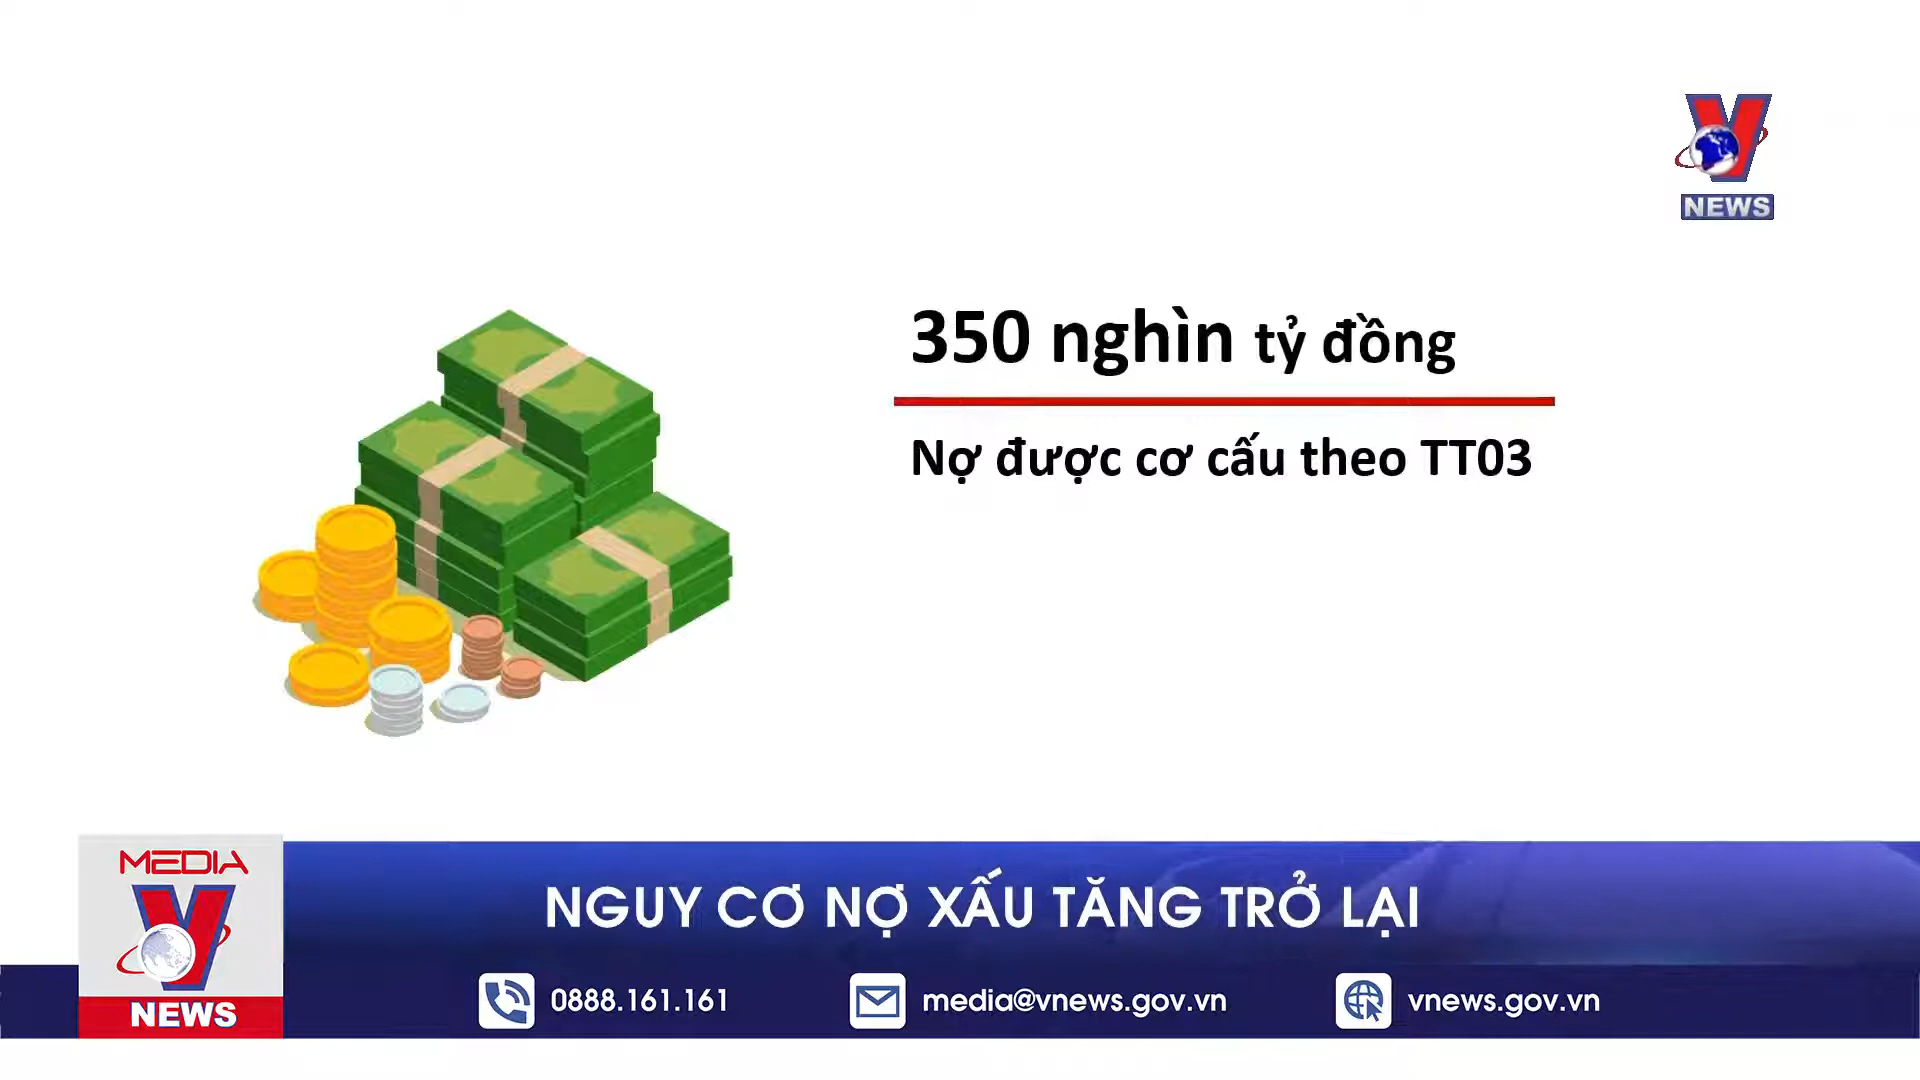 NEWS
350 nghìn tỷ đồng
Nợ được cơ cấu theo TT03
MEDIA
NEWS
NGUY CƠ NỢ XẤU TĂNG TRỞ LẠI
0888.161.161
media@vnews.gov.vn
vnews.gov.vn